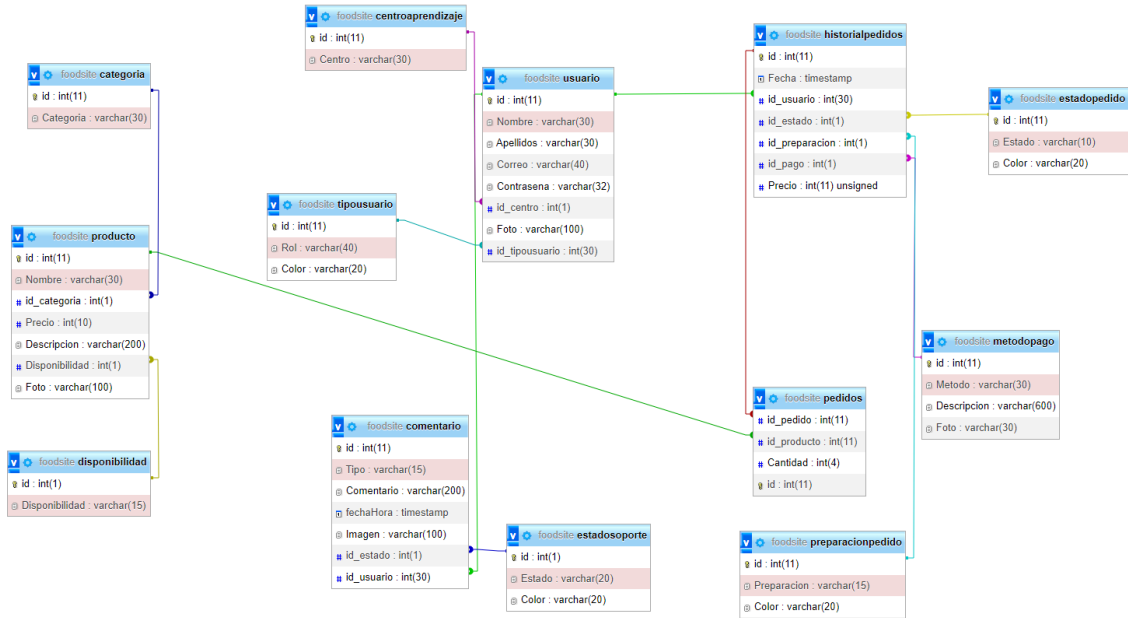 foodsite centroaprendizaje
id : int(11)
Centro : varchar(30)
foodsite historialpedidos
id : int(11)
Fecha : timestamp
id_usuario : int(30)
id_estado : int(1)
id_preparacion : int(1)
id_pago : int(1)
Precio : int(11) unsigned
foodsite categoria
id : int(11)
Categoria : varchar(30)
foodsite usuario
id : int(11)
Nombre : varchar(30)
Apellidos : varchar(30)
Correo : varchar(40)
Contrasena : varchar(32)
id_centro : int(1)
Foto : varchar(100)
id_tipousuario : int(30)
foodsite estadopedido
id : int(11)
Estado : varchar(10)
Color : varchar(20)
foodsite tipousuario
id : int(11)
Rol : varchar(40)
Color : varchar(20)
foodsite producto
id : int(11)
Nombre : varchar(30)
id_categoria : int(1)
Precio : int(10)
Descripcion : varchar(200)
Disponibilidad : int(1)
Foto : varchar(100)
foodsite metodopago
id : int(11)
Metodo : varchar(30)
Descripcion : varchar(600)
Foto : varchar(30)
foodsite pedidos
id_pedido : int(11)
id_producto : int(11)
Cantidad : int(4)
id : int(11)
foodsite comentario
id : int(11)
Tipo : varchar(15)
Comentario : varchar(200)
fechaHora : timestamp
Imagen : varchar(100)
id_estado : int(1)
id_usuario : int(30)
foodsite disponibilidad
id : int(1)
Disponibilidad : varchar(15)
foodsite estadosoporte
id : int(1)
Estado : varchar(20)
Color : varchar(20)
foodsite preparacionpedido
id : int(11)
Preparacion : varchar(15)
Color : varchar(20)